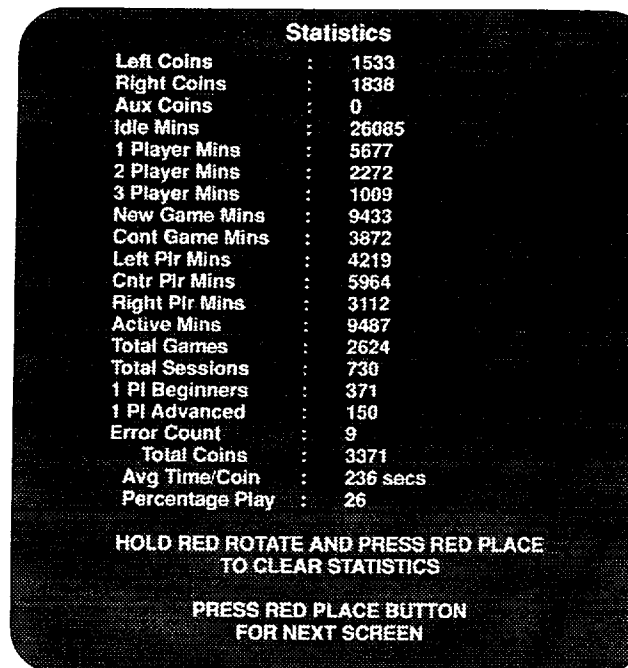 Statistics
Left Coins : 1533
Right Coins : 1838
Aux Coins : 0
Idle Mins : 26085
1 Player Mins : 5677
2 Player Mins : 2272
3 Player Mins : 1009
New Game Mins : 9433
Cont Game Mins : 3872
Left Plr Mins : 4219
Cntr Plr Mins : 5964
Right Plr Mins : 3112
Active Mins : 9487
Total Games : 2624
Total Sessions : 730
1 Pl Beginners : 371
1 Pl Advanced : 150
Error Count : 9
Total Coins : 3371
Avg Time/Coin : 236 secs
Percentage Play : 26
HOLD RED ROTATE AND PRESS RED PLACE
TO CLEAR STATISTICS
PRESS RED PLACE BUTTON
FOR NEXT SCREEN